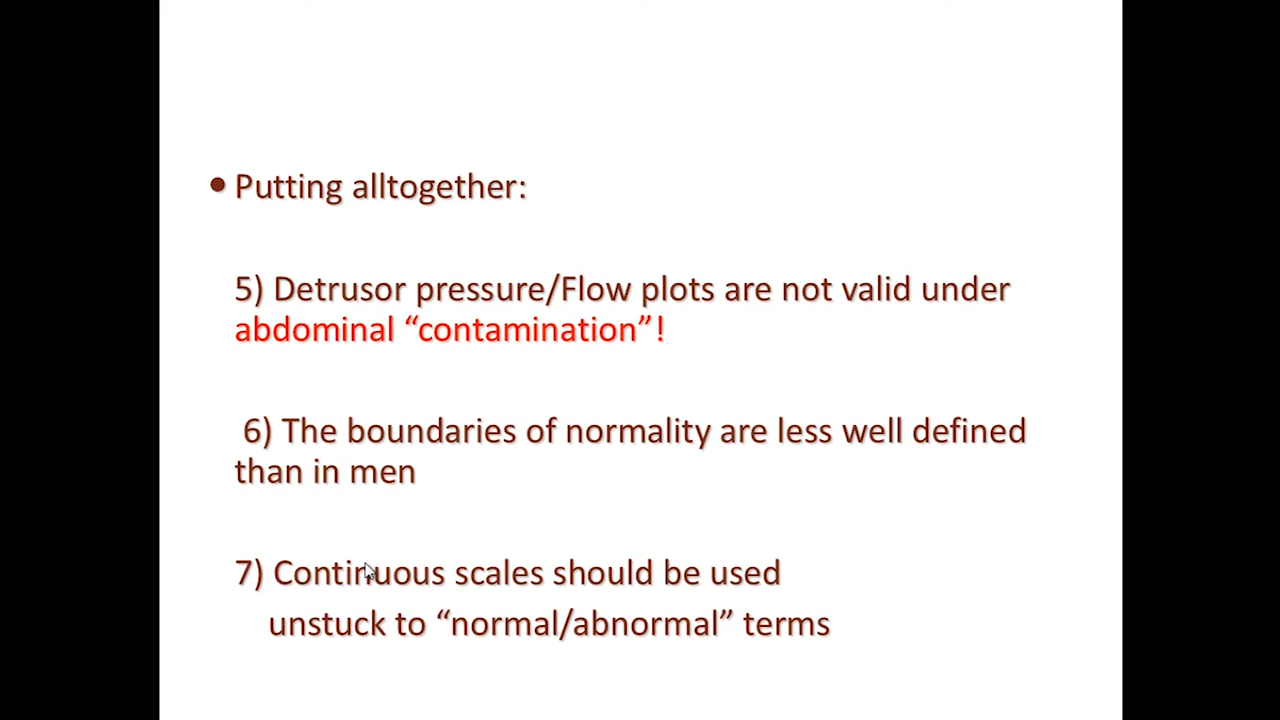 • Putting alltogether:
5) Detrusor pressure/Flow plots are not valid under
abdominal “contamination”!
6) The boundaries of normality are less well defined
than in men
7) Continuous scales should be used
unstuck to “normal/abnormal” terms